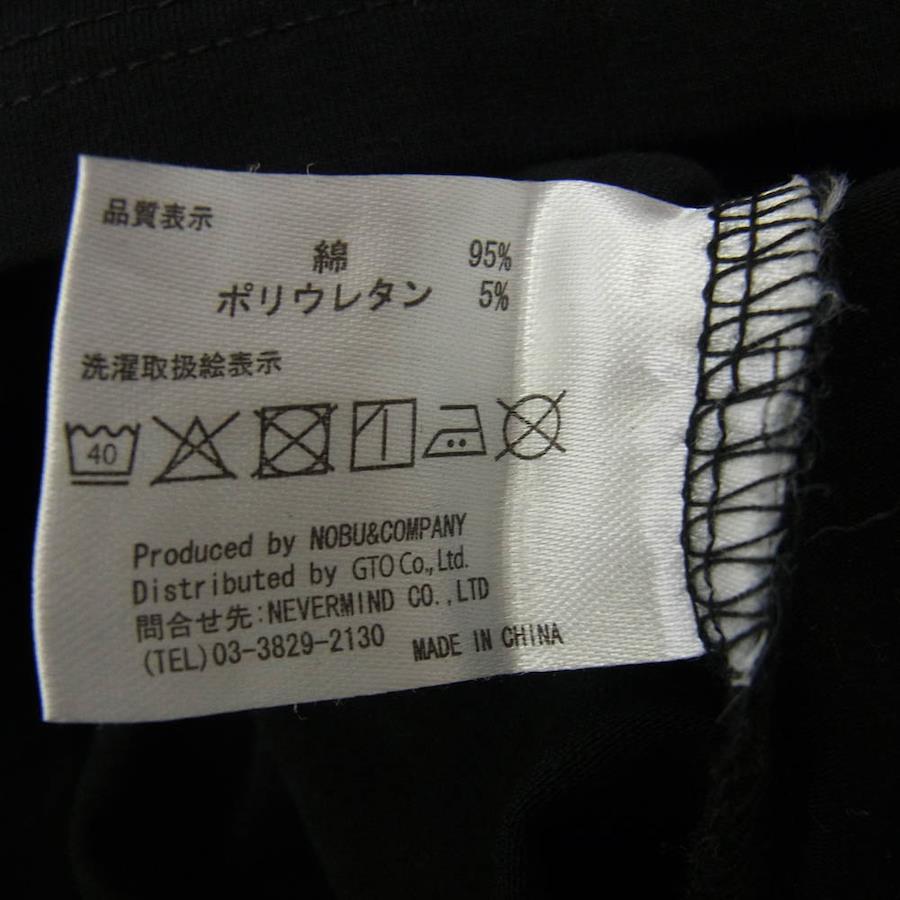 品質表示
綿 95%
ポリウレタン 5%
洗濯取扱絵表示
40
Produced by NOBU&COMPANY
Distributed by GTO Co., Ltd.
問合せ先:NEVERMIND CO.,LTD
(TEL)03-3829-2130 MADE IN CHINA